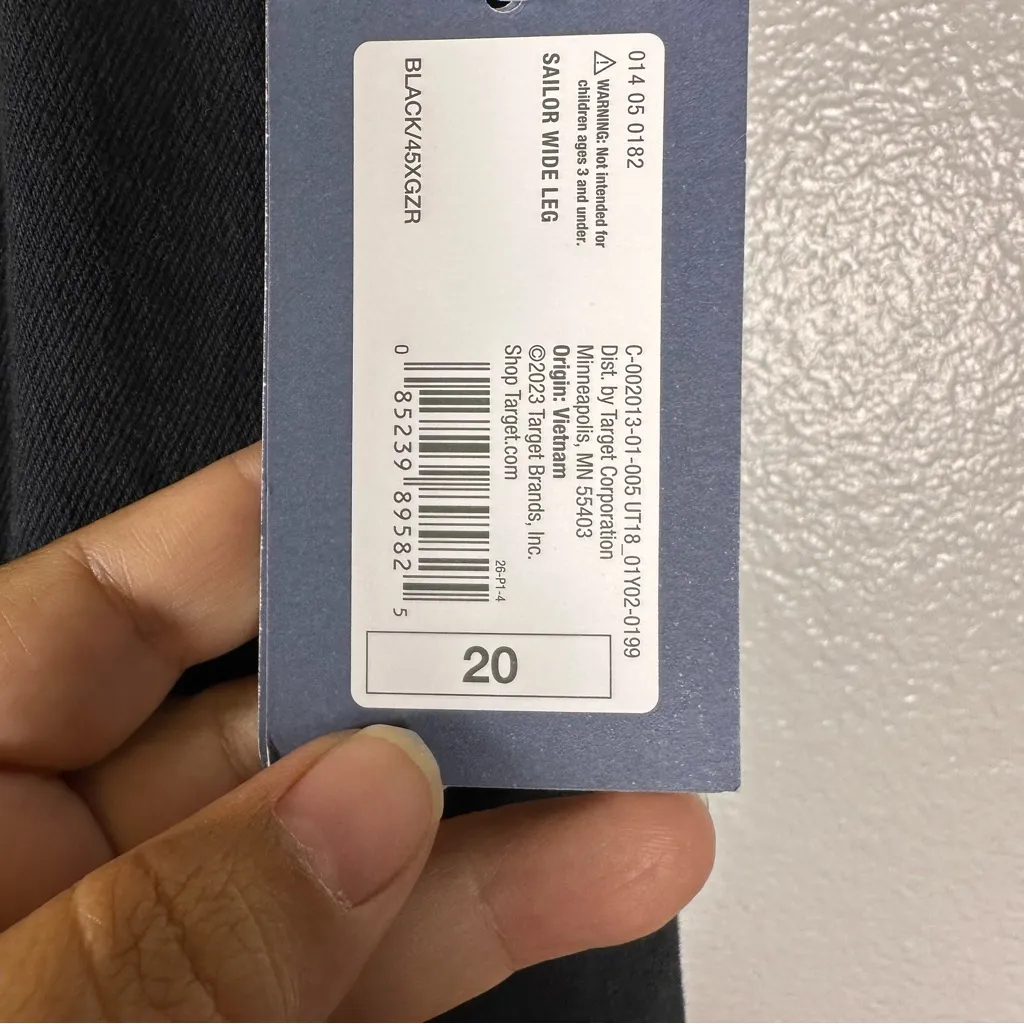 014 05 0182
⚠ WARNING: Not intended for
children ages 3 and under.
SAILOR WIDE LEG
BLACK/45XGZR
C-002013-01-005 UT18_01Y02-0199
Dist. by Target Corporation
Minneapolis, MN 55403
Origin: Vietnam
©2023 Target Brands, Inc.
Shop Target.com
26-P1-4
0 85239 89582 5
20